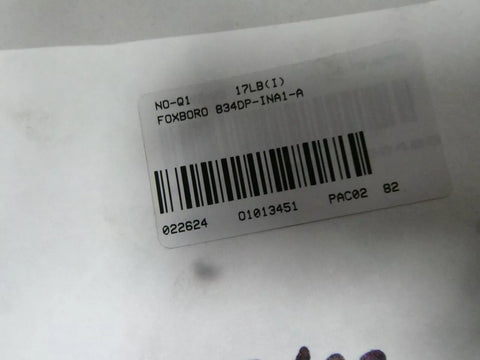 NO-Q1 17LB(I)
FOXBORO 834DP-INA1-A
022624 01013451 PAC02 82